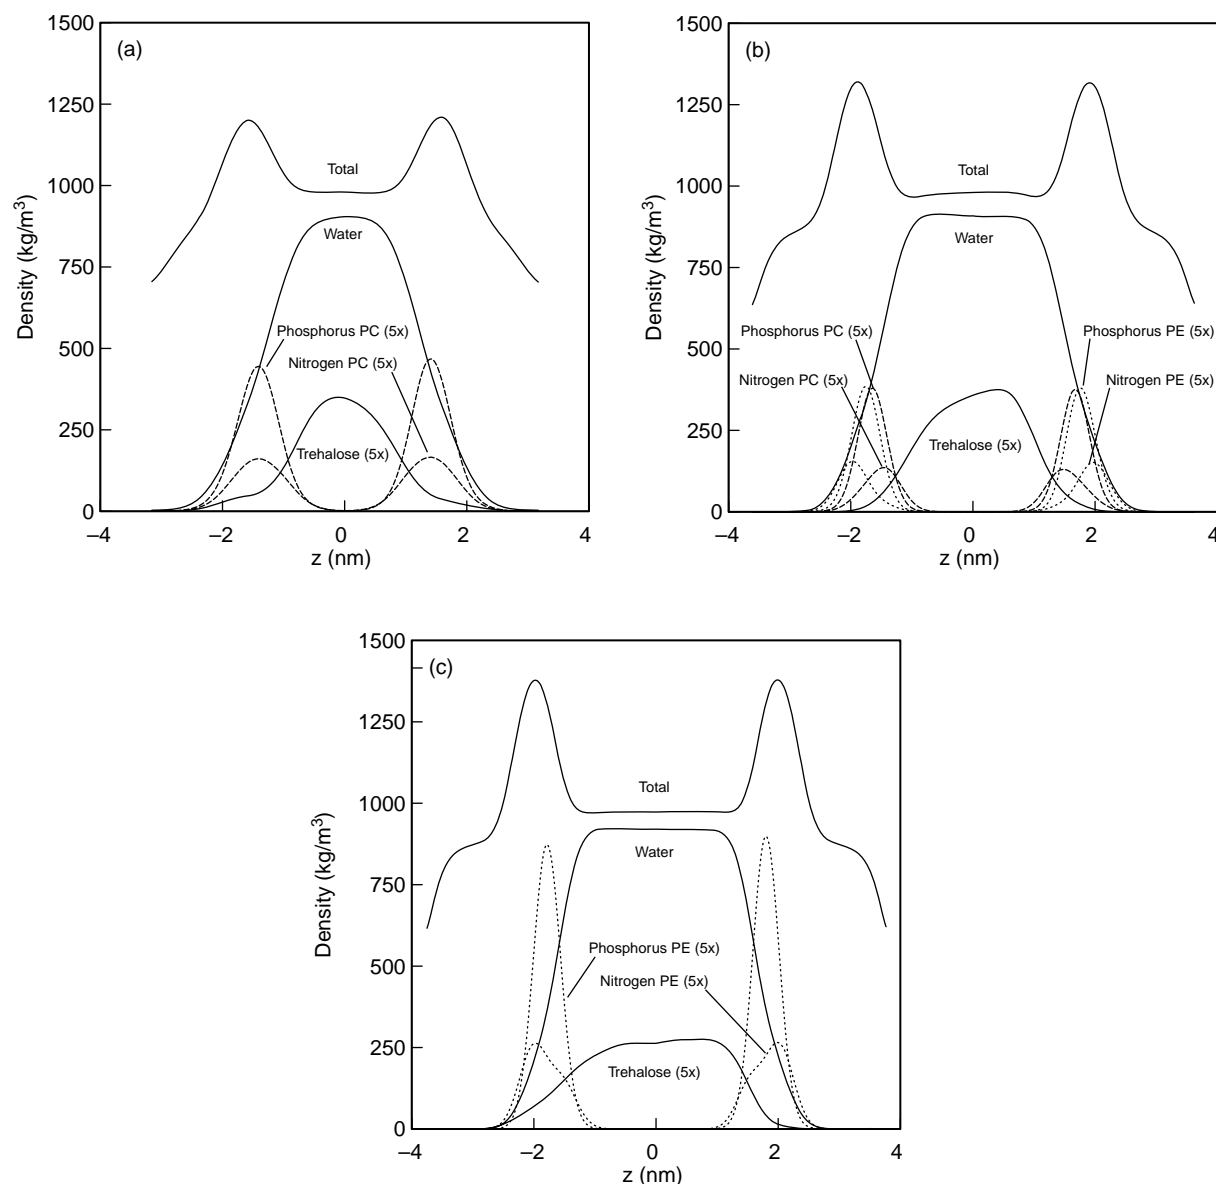 1500
(a)
1250
1000
750
500
250
0
Density (kg/m3)
Total
Water
Phosphorus PC (5x)
Nitrogen PC (5x)
Trehalose (5x)
–4
–2
0
2
4
z (nm)
1500
(b)
1250
1000
750
500
250
0
Density (kg/m3)
Total
Water
Phosphorus PC (5x)
Phosphorus PE (5x)
Nitrogen PC (5x)
Nitrogen PE (5x)
Trehalose (5x)
–4
–2
0
2
4
z (nm)
1500
(c)
1250
1000
750
500
250
0
Density (kg/m3)
Total
Water
Phosphorus PE (5x)
Nitrogen PE (5x)
Trehalose (5x)
–4
–2
0
2
4
z (nm)